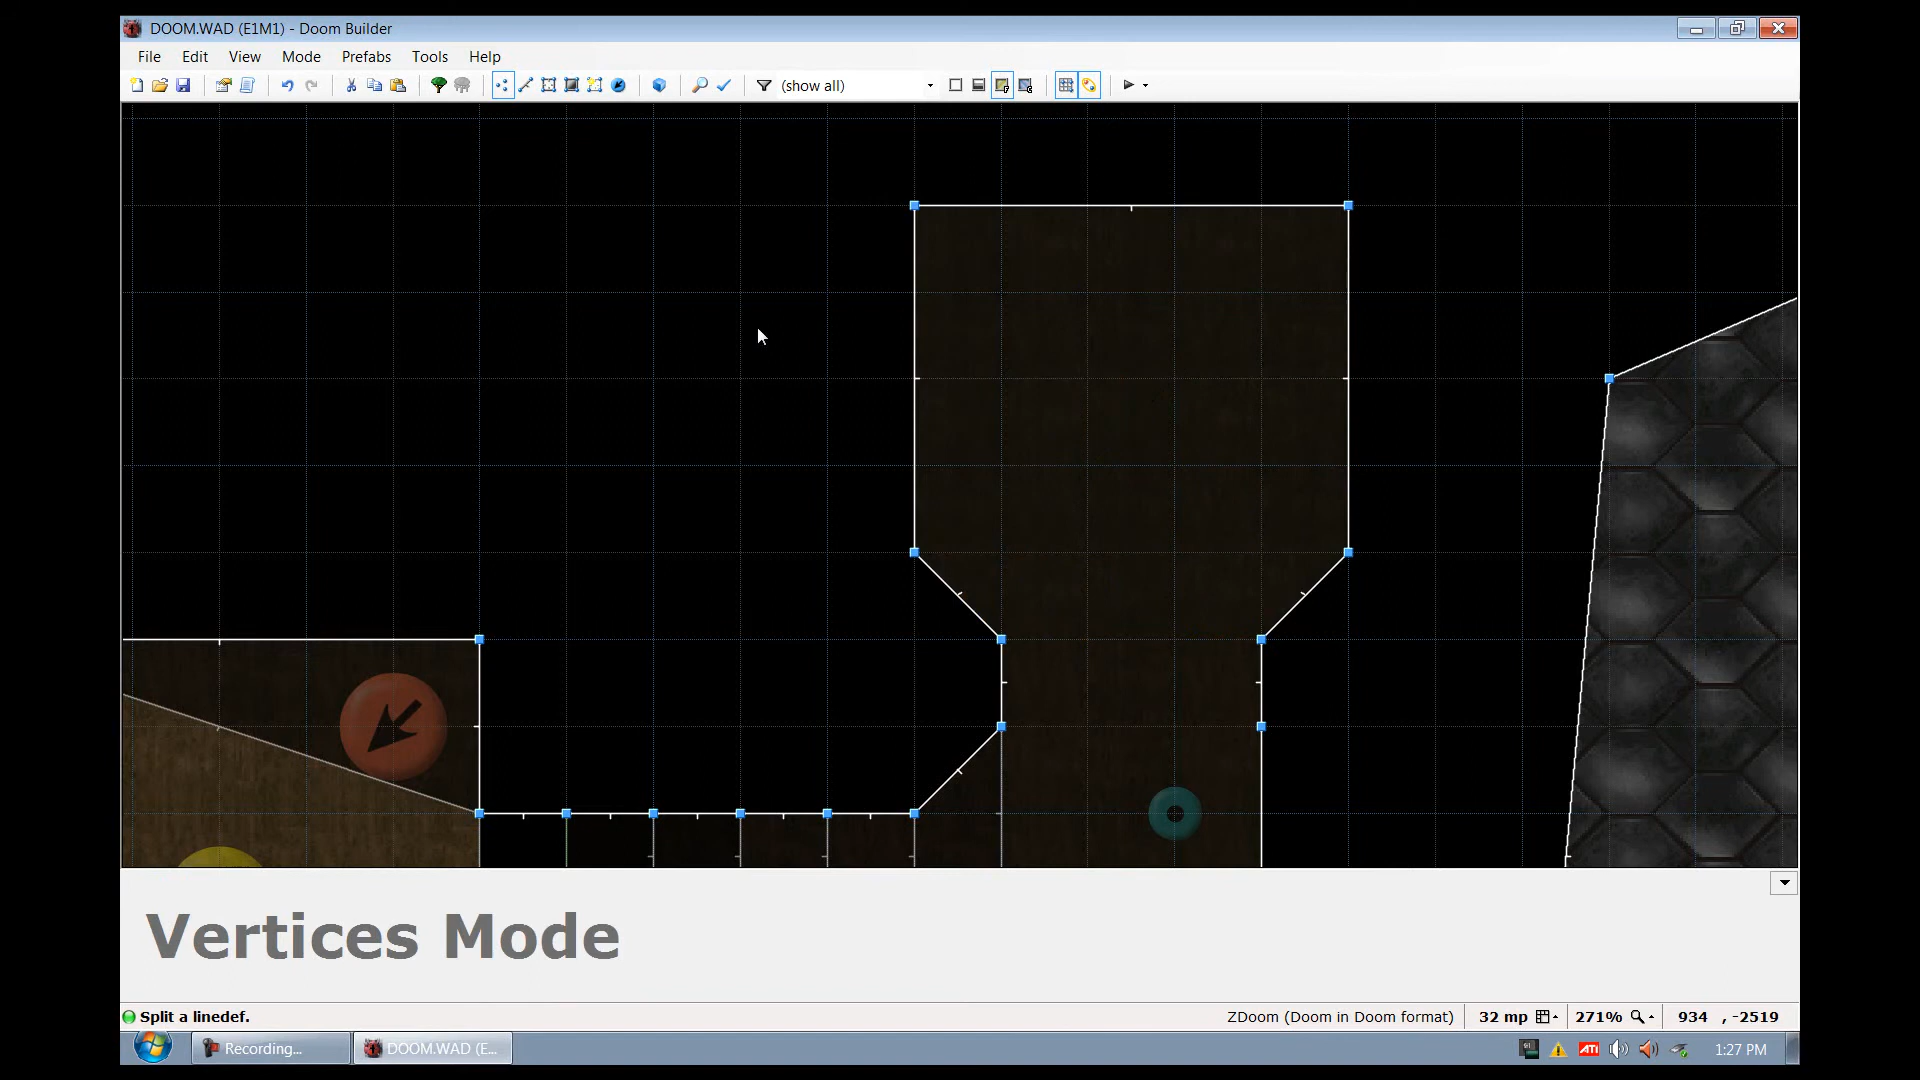 DOOM.WAD (E1M1) - Doom Builder
File Edit View Mode Prefabs Tools Help
(show all)
Vertices Mode
Split a linedef.
ZDoom (Doom in Doom format) 32 mp 271% 934 , -2519
Recording... DOOM.WAD (E... ATI 1:27 PM